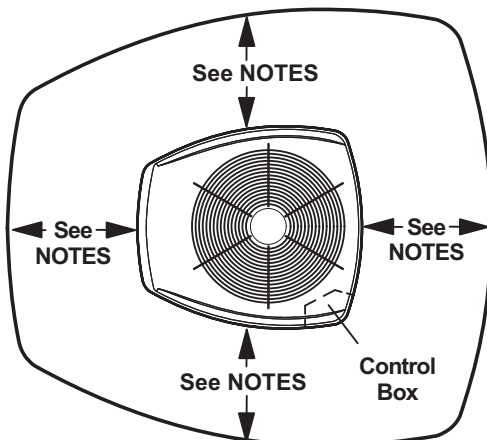 See NOTES
See
NOTES
See
NOTES
See NOTES
Control
Box